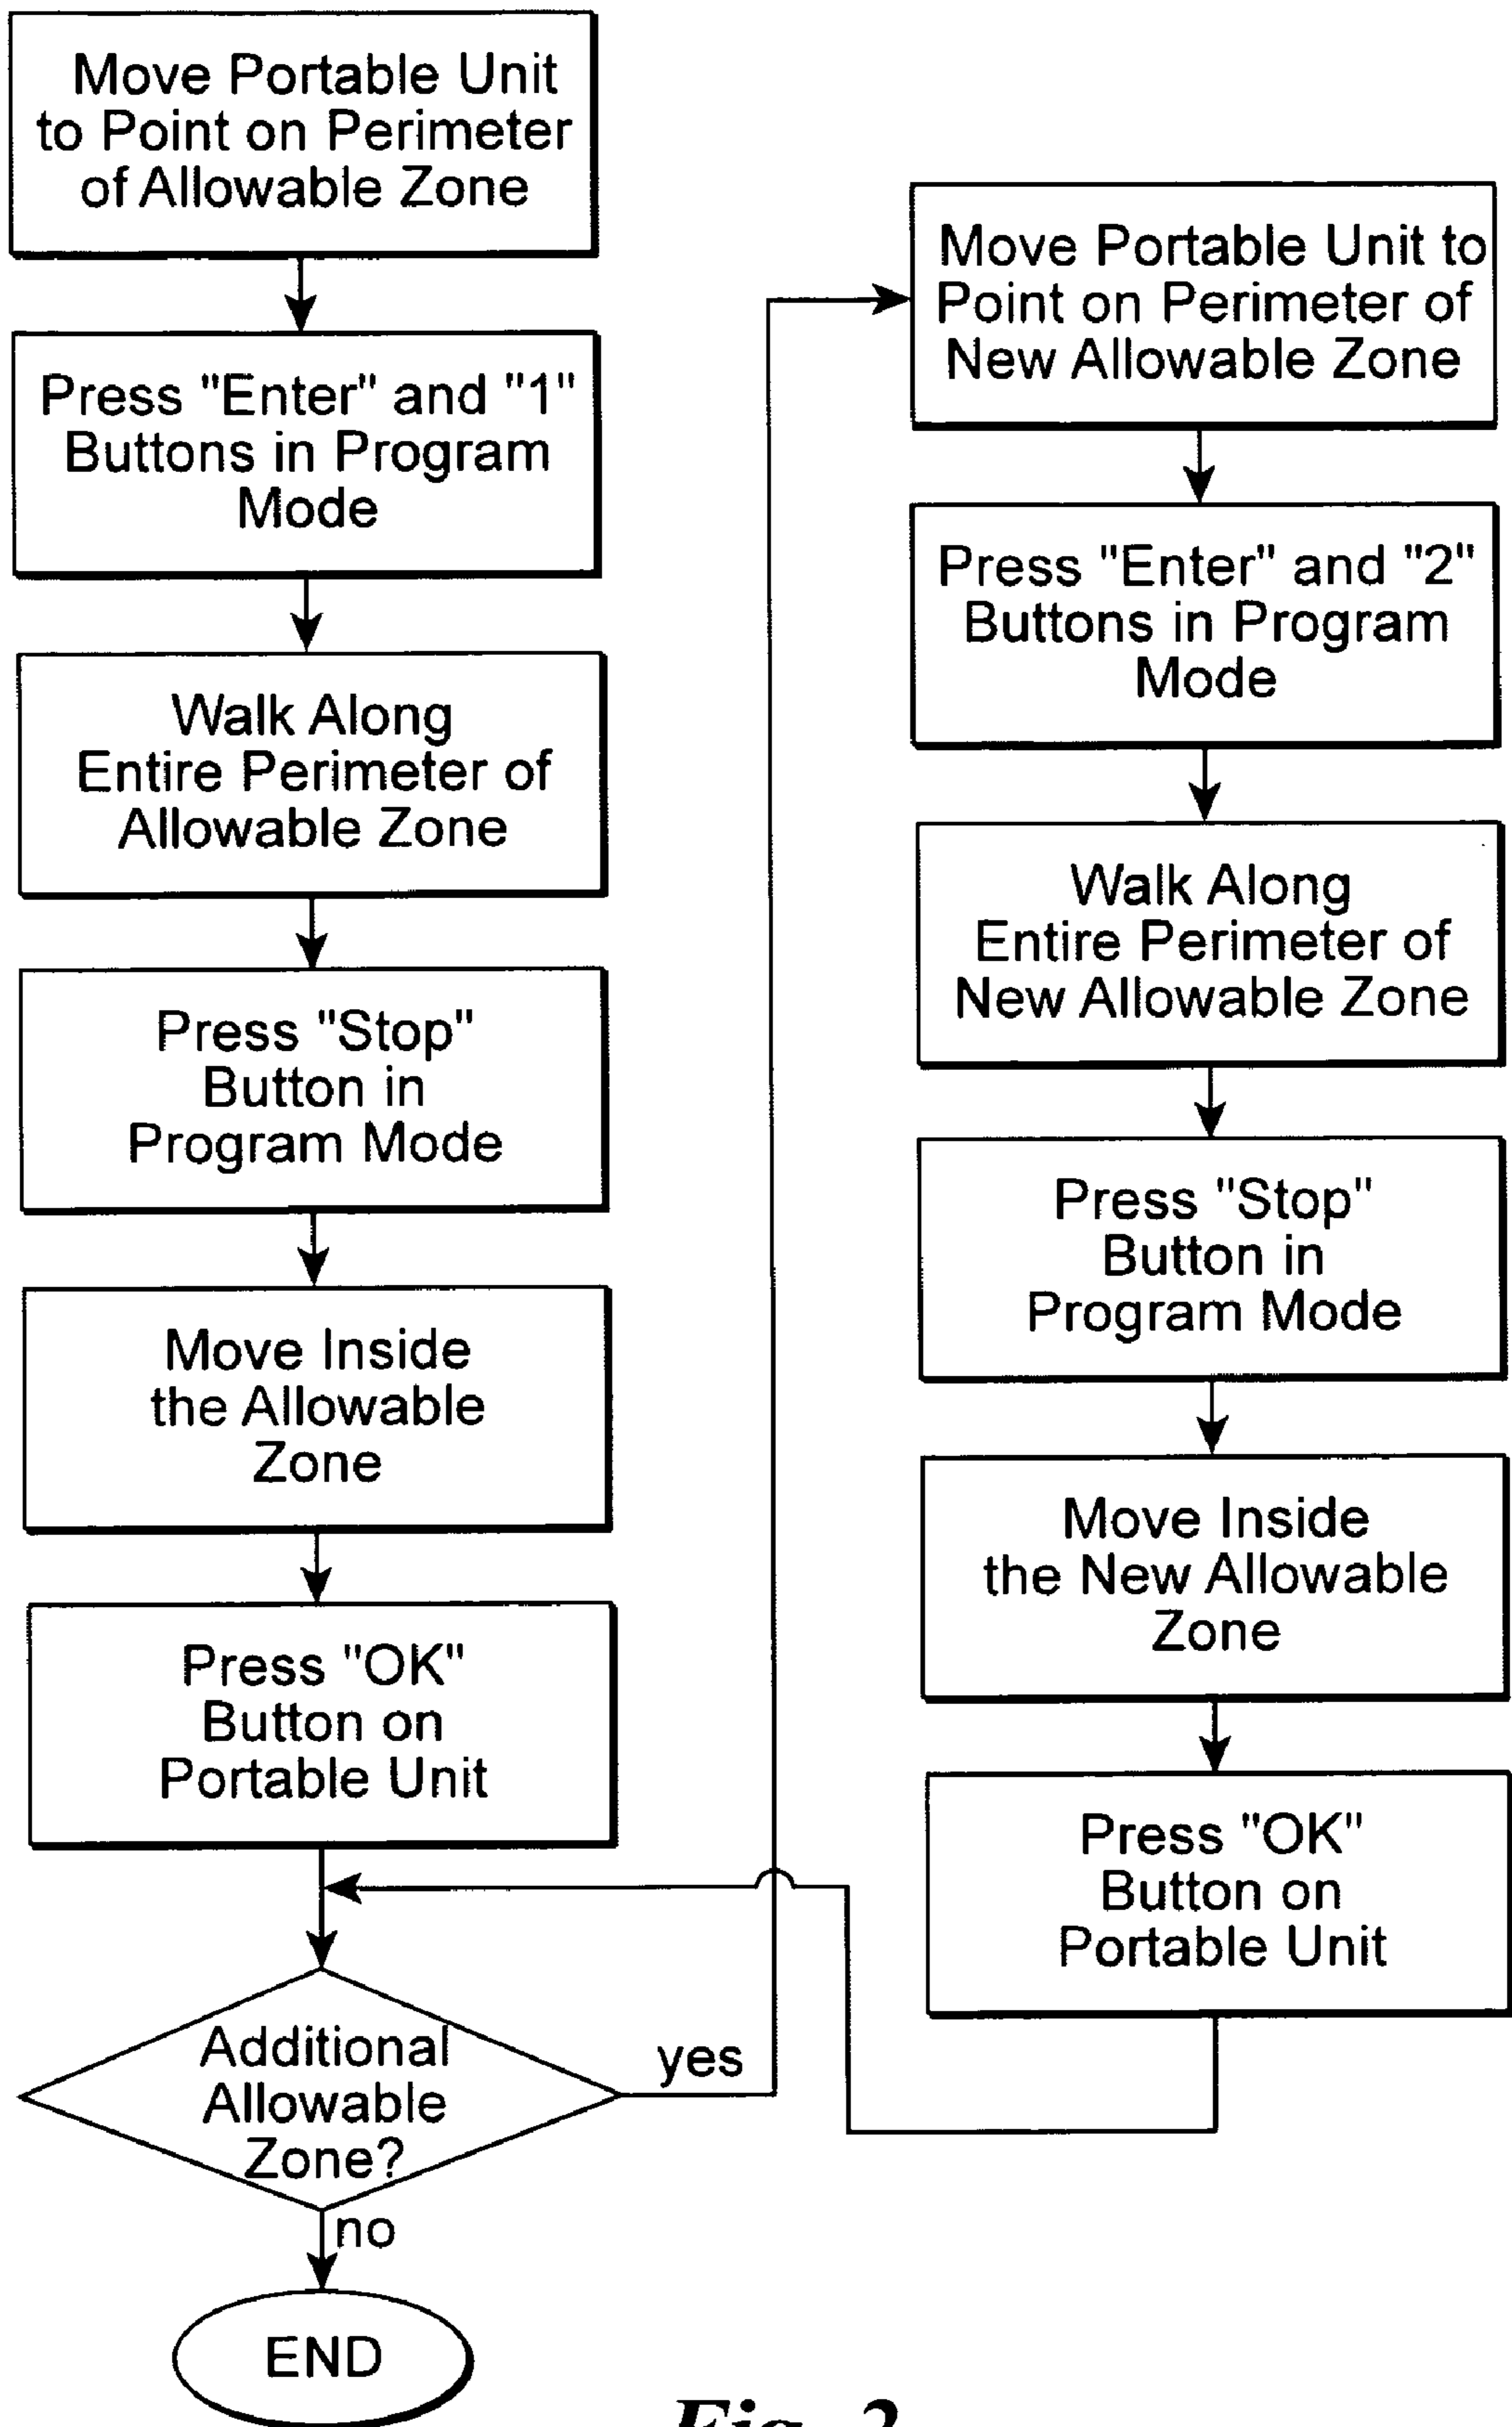 Move Portable Unit
to Point on Perimeter
of Allowable Zone
Press "Enter" and "1"
Buttons in Program
Mode
Walk Along
Entire Perimeter of
Allowable Zone
Press "Stop"
Button in
Program Mode
Move Inside
the Allowable
Zone
Press "OK"
Button on
Portable Unit
Additional
Allowable
Zone?
yes
no
END
Move Portable Unit to
Point on Perimeter of
New Allowable Zone
Press "Enter" and "2"
Buttons in Program
Mode
Walk Along
Entire Perimeter of
New Allowable Zone
Press "Stop"
Button in
Program Mode
Move Inside
the New Allowable
Zone
Press "OK"
Button on
Portable Unit
Fig. 2